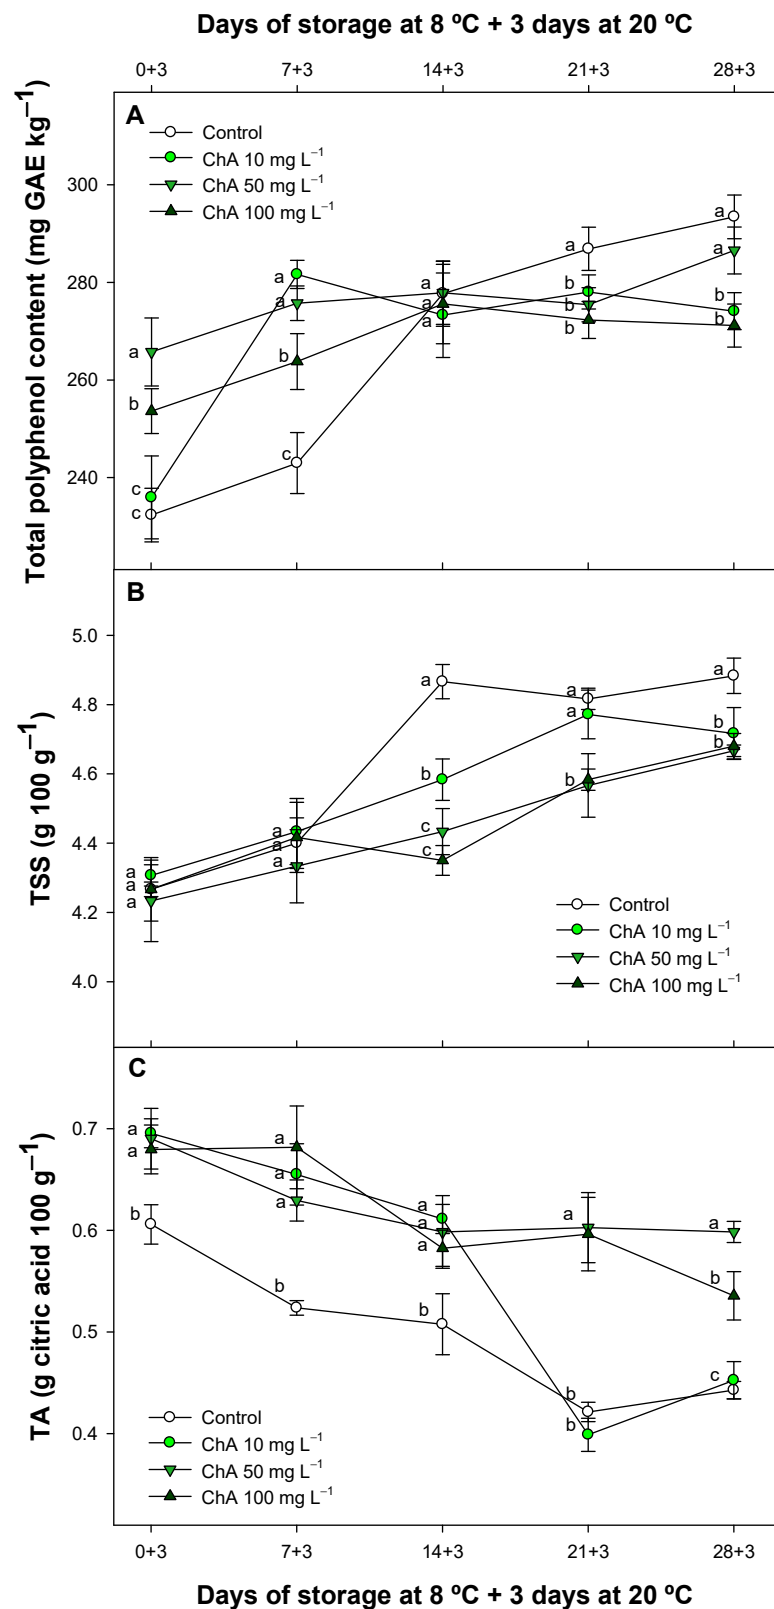 Days of storage at 8 ºC + 3 days at 20 ºC
0+3 7+3 14+3 21+3 28+3
A
Control
ChA 10 mg L⁻¹
ChA 50 mg L⁻¹
ChA 100 mg L⁻¹
Total polyphenol content (mg GAE kg⁻¹)
300
280
260
240
a
b
c
c
a
a
b
c
a
a
a
a
b
b
b
a
a
b
b
B
TSS (g 100 g⁻¹)
5.0
4.8
4.6
4.4
4.2
4.0
a
a
a
a
a
a
a
b
c
c
a
a
b
a
b
b
Control
ChA 10 mg L⁻¹
ChA 50 mg L⁻¹
ChA 100 mg L⁻¹
C
TA (g citric acid 100 g⁻¹)
0.7
0.6
0.5
0.4
a
a
b
a
a
a
b
a
a
a
b
a
b
b
a
b
c
Control
ChA 10 mg L⁻¹
ChA 50 mg L⁻¹
ChA 100 mg L⁻¹
0+3 7+3 14+3 21+3 28+3
Days of storage at 8 ºC + 3 days at 20 ºC